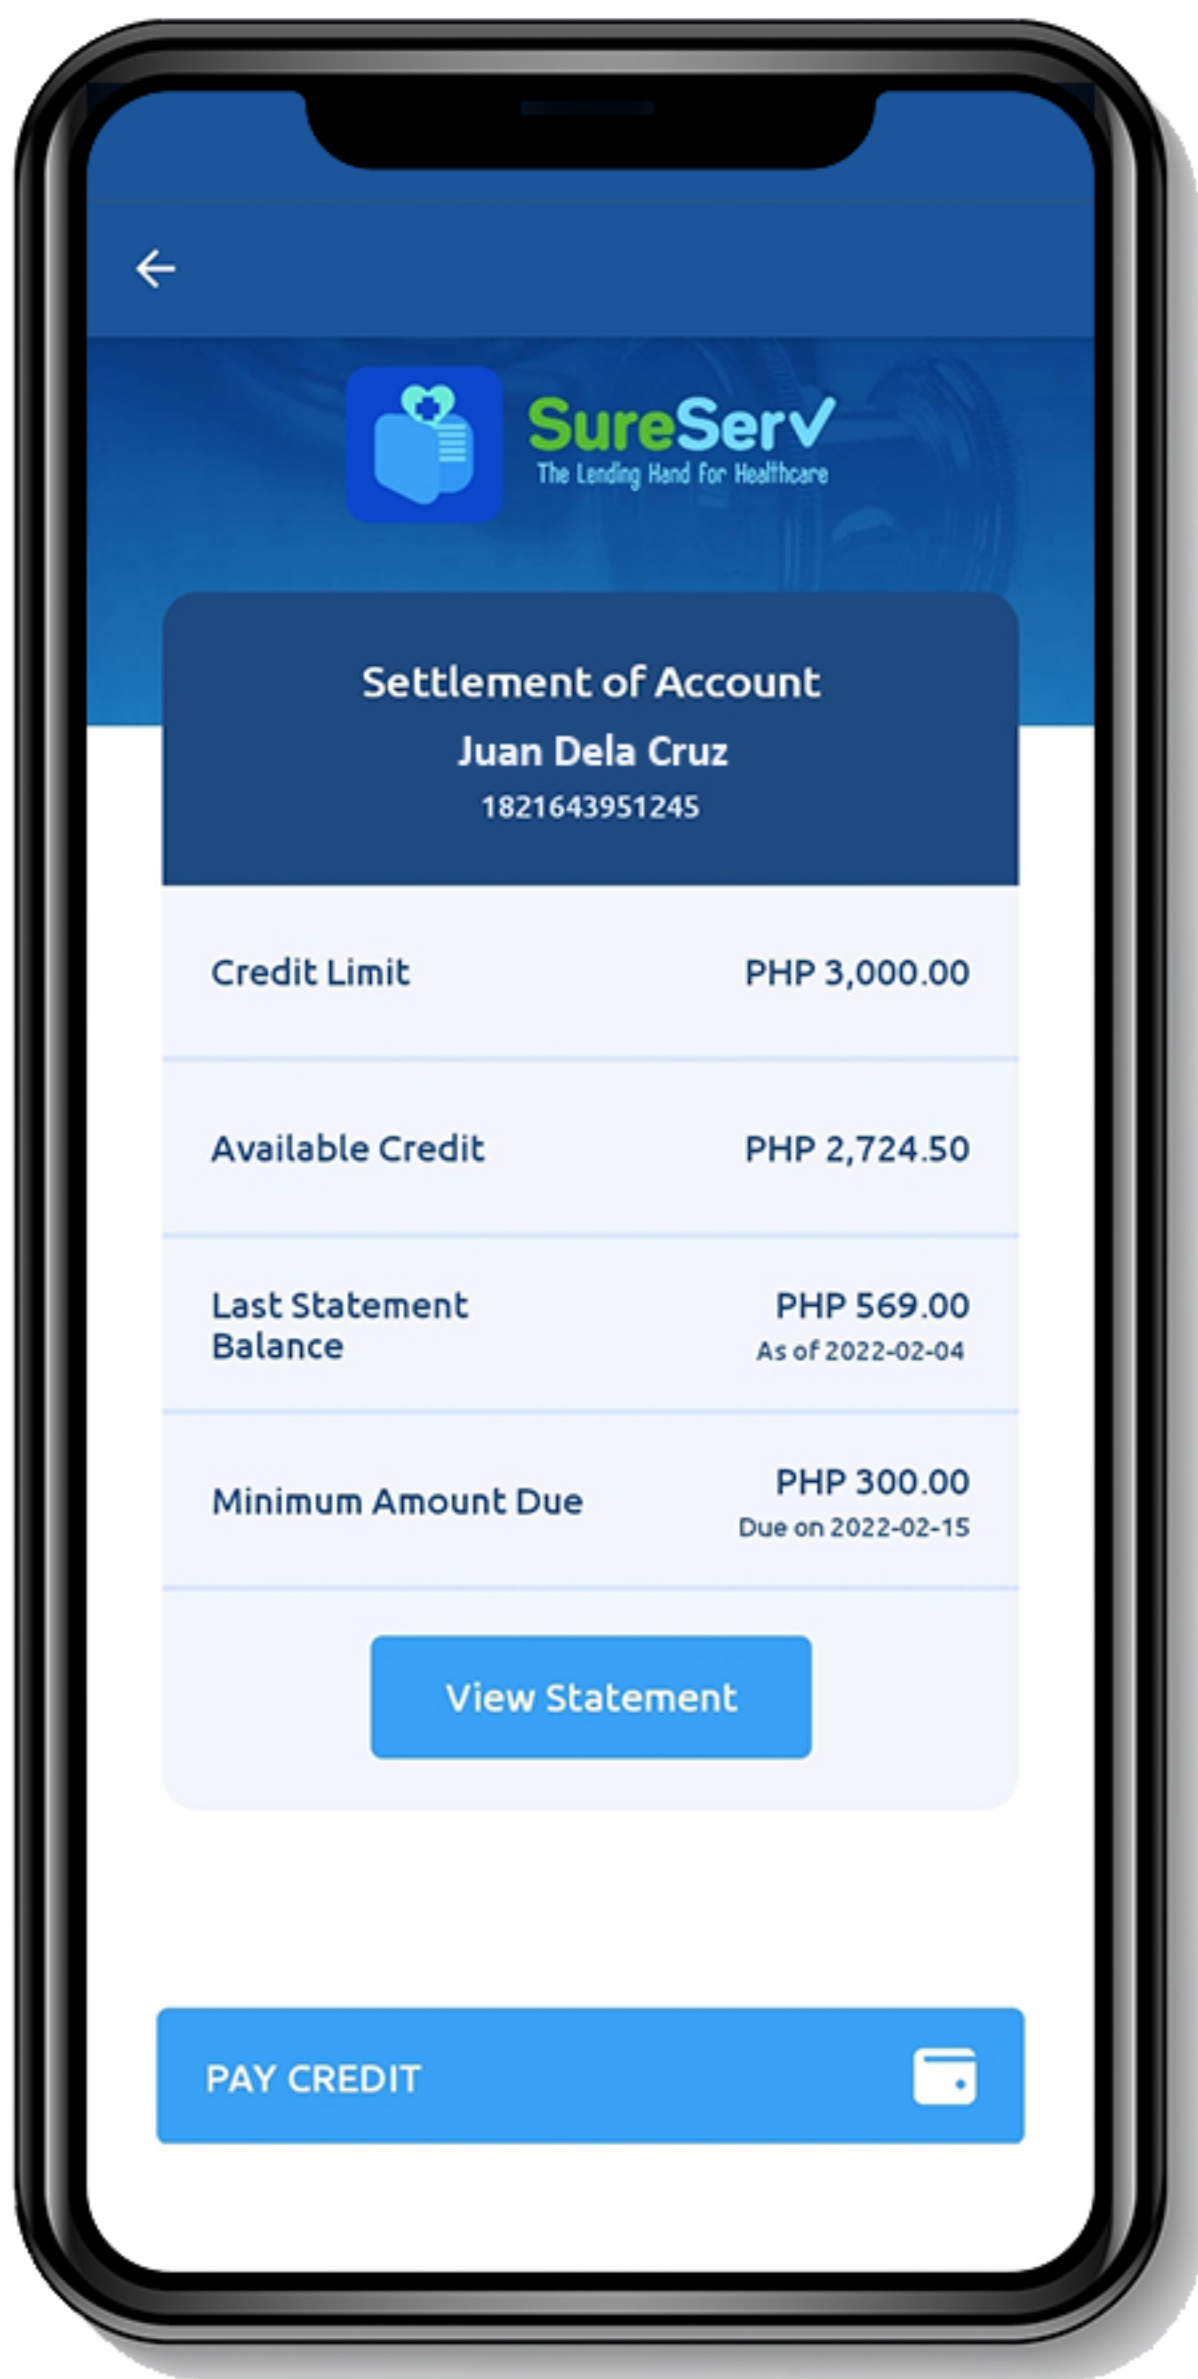 SureServ
The Lending Hand for Healthcare
Settlement of Account
Juan Dela Cruz
1821643951245
Credit Limit PHP 3,000.00
Available Credit PHP 2,724.50
Last Statement Balance PHP 569.00
As of 2022-02-04
Minimum Amount Due PHP 300.00
Due on 2022-02-15
View Statement
PAY CREDIT